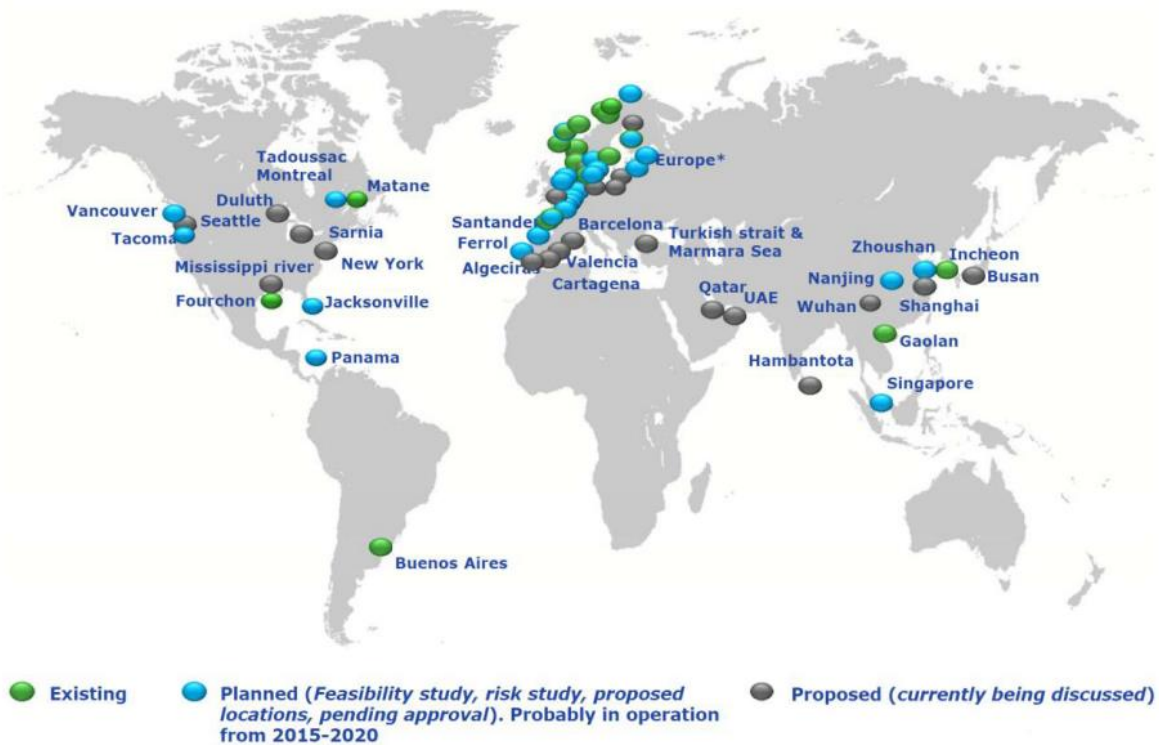 Tadoussac
Montreal
Matane
Vancouver
Duluth
Seattle
Tacoma
Sarnia
New York
Mississippi river
Fourchon
Jacksonville
Panama
Buenos Aires
Europe*
Santander
Ferrol
Algeciras
Barcelona
Valencia
Cartagena
Turkish strait &
Marmara Sea
Qatar
UAE
Hambantota
Zhoushan
Incheon
Nanjing
Busan
Wuhan
Shanghai
Gaolan
Singapore
Existing
Planned (Feasibility study, risk study, proposed
locations, pending approval). Probably in operation
from 2015-2020
Proposed (currently being discussed)